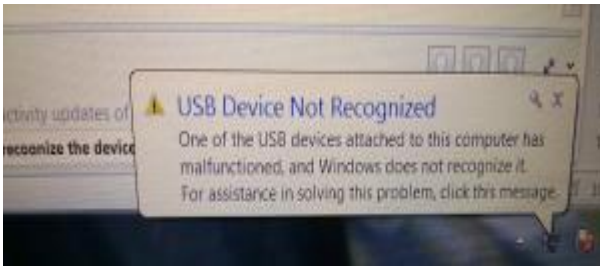 USB Device Not Recognized
ctivity updates of
One of the USB devices attached to this computer has
recognize the device
malfunctioned, and Windows does not recognize it.
For assistance in solving this problem, click this message.